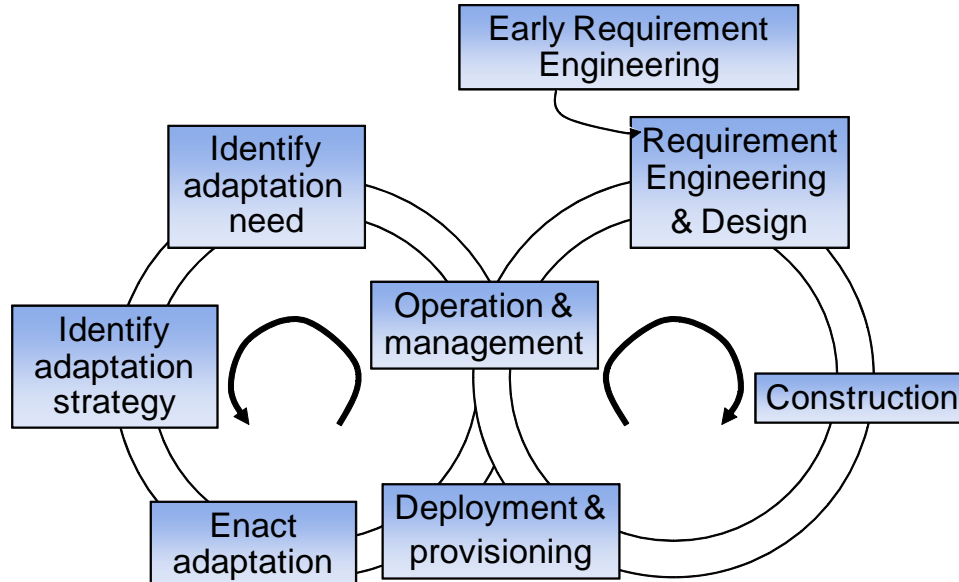 Early Requirement
Engineering
Identify
adaptation
need
Requirement
Engineering
& Design
Operation &
management
Identify
adaptation
strategy
Construction
Enact
adaptation
Deployment &
provisioning